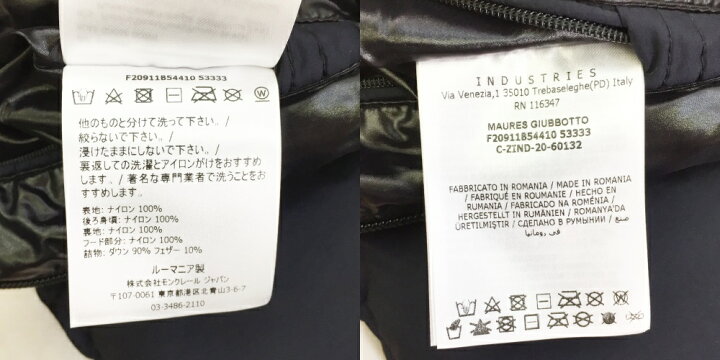 F20911B54410 53333
W
他のものと分けて洗って下さい。/
絞らないで下さい。/
浸けたままにしないで下さい。/
裏返しての洗濯とアイロンがけをおすすめ
します。/著名な専門業者で洗うことをお
すすめします。
表地: ナイロン 100%
後ろ身頃: ナイロン 100%
裏地: ナイロン 100%
フード部分: ナイロン 100%
詰物: ダウン 90% フェザー 10%
ルーマニア製
株式会社モンクレール ジャパン
〒107-0061 東京都港区北青山3-6-7
03-3486-2110
INDUSTRIES
Via Venezia,1 35010 Trebaseleghe(PD) Italy
RN 116347
MAURES GIUBBOTTO
F20911B54410 53333
C-ZIND-20-60132
FABBRICATO IN ROMANIA / MADE IN ROMANIA
/ FABRIQUÉ EN ROUMANIE / HECHO EN
RUMANIA / FABRICADO NA ROMÉNIA /
HERGESTELLT IN RUMÄNIEN / ROMANYA'DA
ÜRETILMIŞTIR / СДЕЛАНО В РУМЫНИИ / صنع
في رومانيا